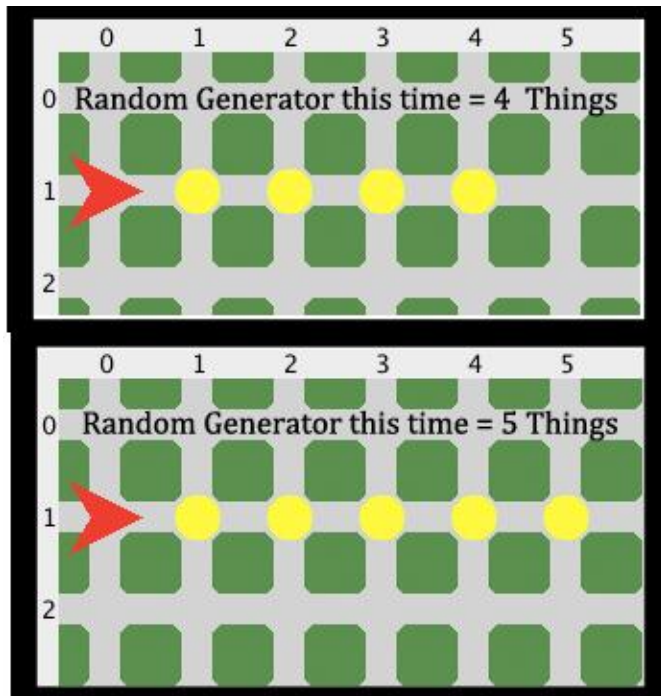 0 1 2 3 4 5
0 Random Generator this time = 4 Things
1
2
0 1 2 3 4 5
0 Random Generator this time = 5 Things
1
2